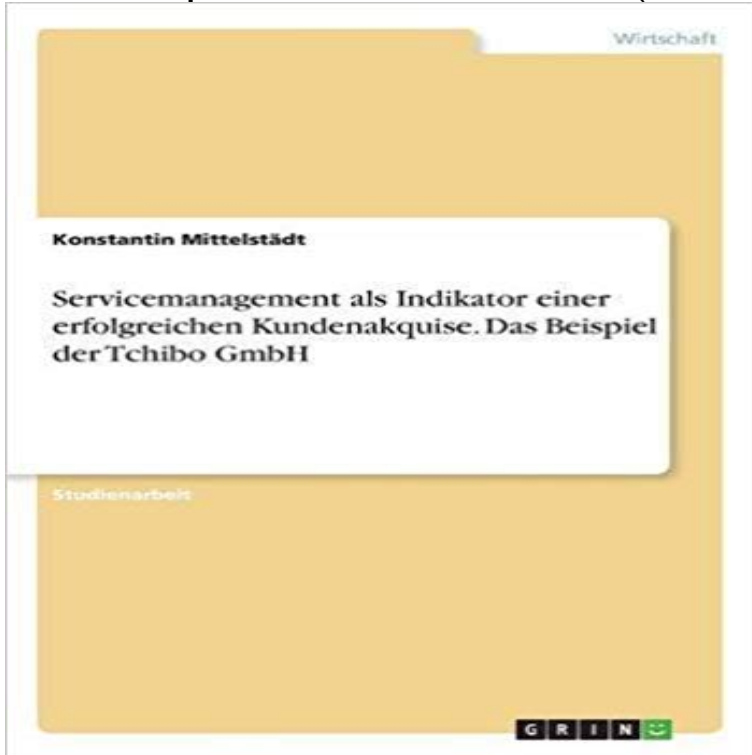 Wirtschaft
Konstantin Mittelstädt
Servicemanagement als Indikator einer
erfolgreichen Kundenakquise. Das Beispiel
der Tchibo GmbH
Studienarbeit
GRIN